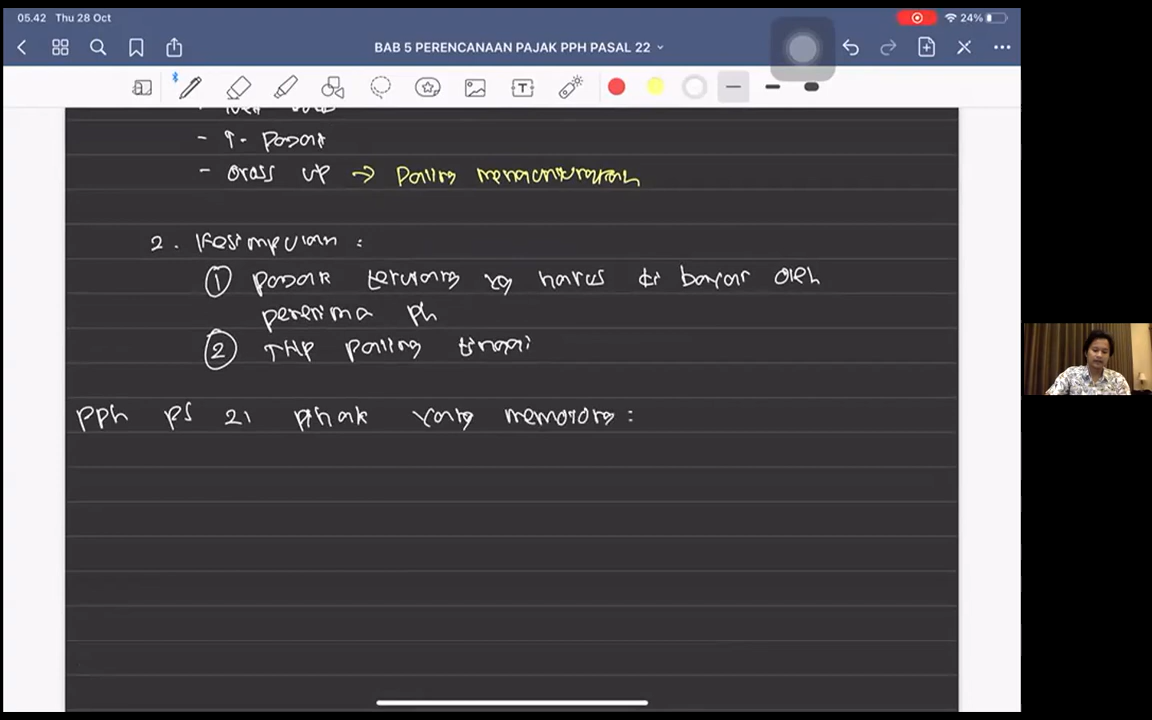 05.42 Thu 28 Oct
24%
BAB 5 PERENCANAAN PAJAK PPH PASAL 22
T
- T. Pajak
- Gross up → Paling menguntungkan
2. Kesimpulan :
① pajak terutang yg harus di bayar oleh
penerima ph
② THP paling tinggi
PPh ps 21 pihak yang memotong :